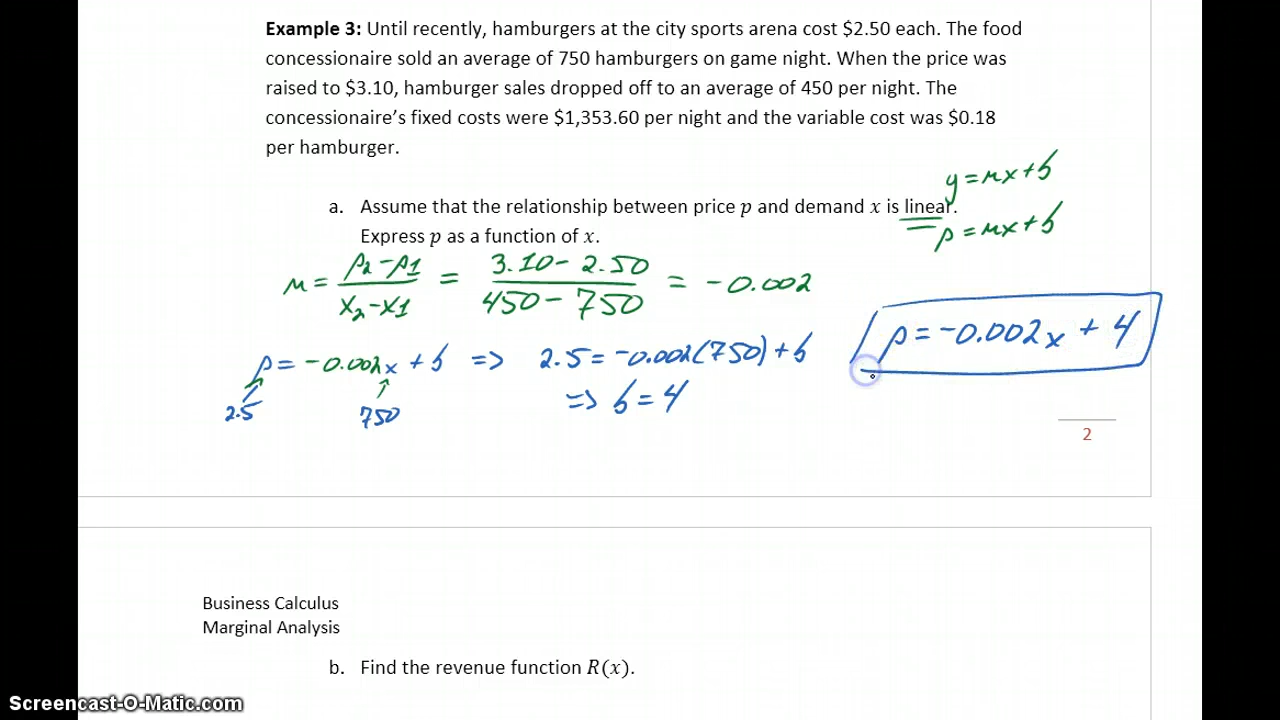 Example 3: Until recently, hamburgers at the city sports arena cost $2.50 each. The food
concessionaire sold an average of 750 hamburgers on game night. When the price was
raised to $3.10, hamburger sales dropped off to an average of 450 per night. The
concessionaire's fixed costs were $1,353.60 per night and the variable cost was $0.18
per hamburger.
y = mx + b
a. Assume that the relationship between price p and demand x is linear.
Express p as a function of x.
p = mx + b
m = p2 - p1 / x2 - x1 = 3.10 - 2.50 / 450 - 750 = -0.002
p = -0.002x + b => 2.5 = -0.002(750) + b
p = -0.002x + 4
2.5 750 => b = 4
2
Business Calculus
Marginal Analysis
b. Find the revenue function R(x).
Screencast-O-Matic.com